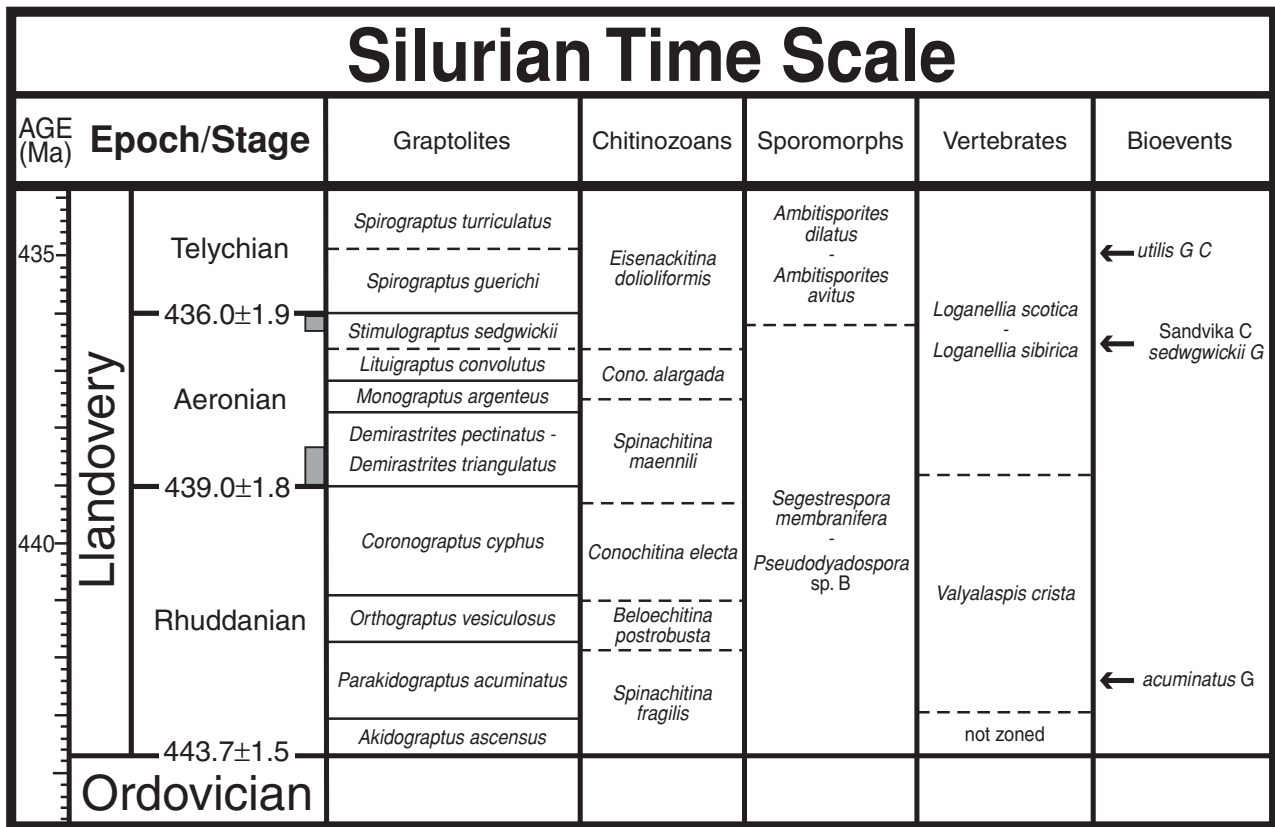 Silurian Time Scale
AGE
(Ma)
Epoch/Stage
Graptolites
Chitinozoans
Sporomorphs
Vertebrates
Bioevents
435
440
Llandovery
Telychian
436.0±1.9
Aeronian
439.0±1.8
Rhuddanian
443.7±1.5
Ordovician
Spirograptus turriculatus
Spirograptus guerichi
Stimulograptus sedgwickii
Lituigraptus convolutus
Monograptus argenteus
Demirastrites pectinatus -
Demirastrites triangulatus
Coronograptus cyphus
Orthograptus vesiculosus
Parakidograptus acuminatus
Akidograptus ascensus
Eisenackitina
dolioliformis
Cono. alargada
Spinachitina
maennili
Conochitina electa
Beloechitina
postrobusta
Spinachitina
fragilis
Ambitisporites
dilatus
-
Ambitisporites
avitus
Segestrespora
membranifera
-
Pseudodyadospora
sp. B
Loganellia scotica
-
Loganellia sibirica
Valyalaspis crista
not zoned
utilis G C
Sandvika C
sedwgwickii G
acuminatus G